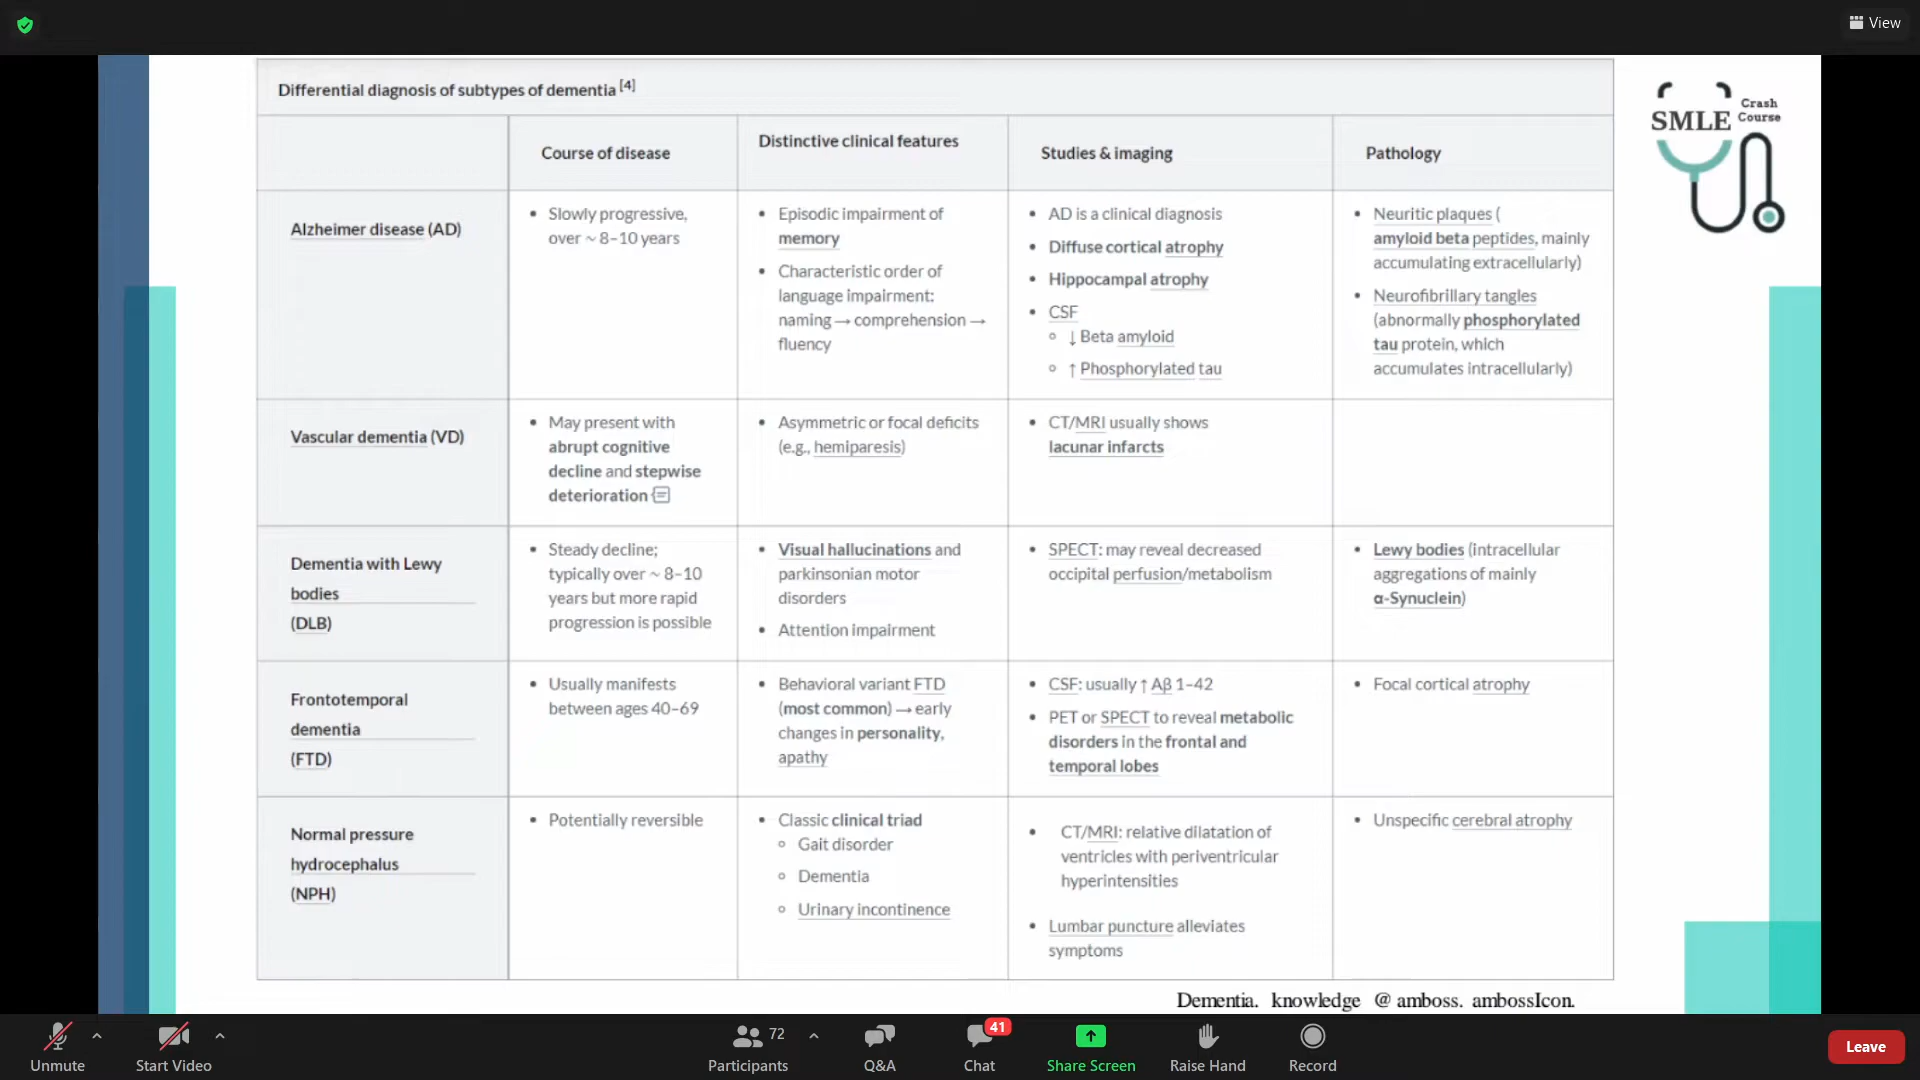 View
Differential diagnosis of subtypes of dementia [4]
SMLE Crash Course
Course of disease
Distinctive clinical features
Studies & imaging
Pathology
Alzheimer disease (AD)
• Slowly progressive,
over ~ 8–10 years
• Episodic impairment of
memory
• Characteristic order of
language impairment:
naming → comprehension →
fluency
• AD is a clinical diagnosis
• Diffuse cortical atrophy
• Hippocampal atrophy
• CSF
○ ↓ Beta amyloid
○ ↑ Phosphorylated tau
• Neuritic plaques (
amyloid beta peptides, mainly
accumulating extracellularly)
• Neurofibrillary tangles
(abnormally phosphorylated
tau protein, which
accumulates intracellularly)
Vascular dementia (VD)
• May present with
abrupt cognitive
decline and stepwise
deterioration
• Asymmetric or focal deficits
(e.g., hemiparesis)
• CT/MRI usually shows
lacunar infarcts
Dementia with Lewy
bodies
(DLB)
• Steady decline;
typically over ~ 8–10
years but more rapid
progression is possible
• Visual hallucinations and
parkinsonian motor
disorders
• Attention impairment
• SPECT: may reveal decreased
occipital perfusion/metabolism
• Lewy bodies (intracellular
aggregations of mainly
α-Synuclein)
Frontotemporal
dementia
(FTD)
• Usually manifests
between ages 40–69
• Behavioral variant FTD
(most common) → early
changes in personality,
apathy
• CSF: usually ↑ Aβ 1–42
• PET or SPECT to reveal metabolic
disorders in the frontal and
temporal lobes
• Focal cortical atrophy
Normal pressure
hydrocephalus
(NPH)
• Potentially reversible
• Classic clinical triad
○ Gait disorder
○ Dementia
○ Urinary incontinence
• CT/MRI: relative dilatation of
ventricles with periventricular
hyperintensities
• Lumbar puncture alleviates
symptoms
• Unspecific cerebral atrophy
Dementia. knowledge @ amboss. ambossIcon.
Unmute
Start Video
72
Participants
Q&A
41
Chat
Share Screen
Raise Hand
Record
Leave